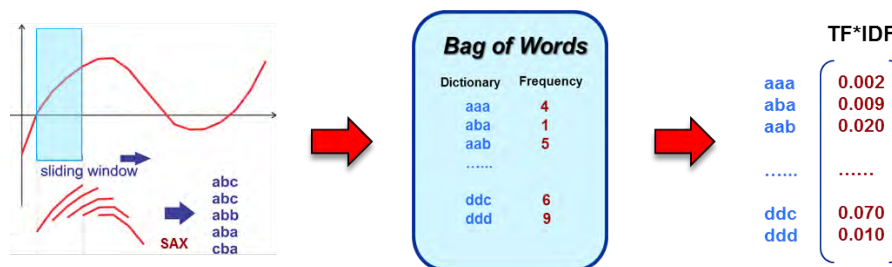 sliding window
SAX
abc
abc
abb
aba
cba
Bag of Words
Dictionary Frequency
aaa 4
aba 1
aab 5
......
ddc 6
ddd 9
TF*IDF
aaa 0.002
aba 0.009
aab 0.020
...... ......
ddc 0.070
ddd 0.010